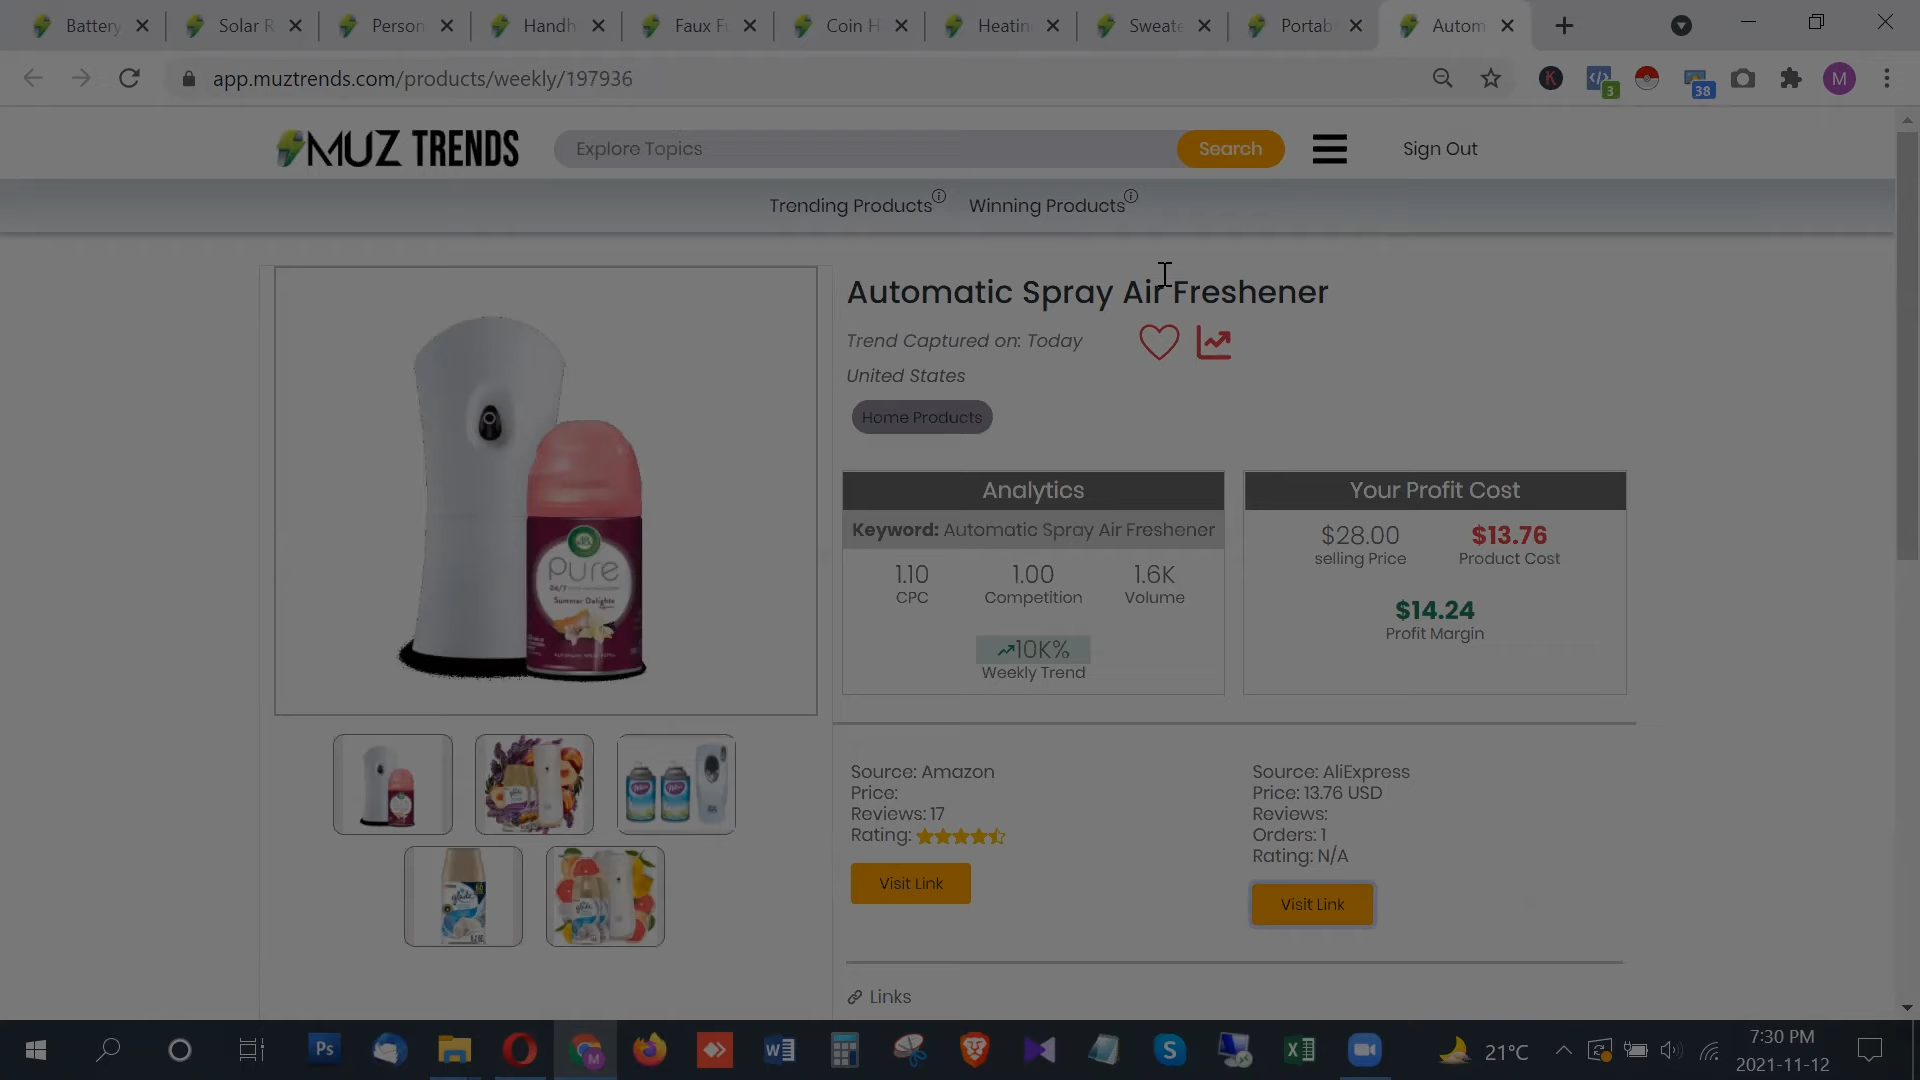 Battery
Solar R
Person
Handh
Faux F
Coin H
Heatin
Sweate
Portab
Autom
app.muztrends.com/products/weekly/197936
3
38
M
MUZ TRENDS
Explore Topics
Search
Sign Out
Trending Products
Winning Products
Automatic Spray Air Freshener
Trend Captured on: Today
United States
Home Products
Analytics
Keyword: Automatic Spray Air Freshener
1.10
CPC
1.00
Competition
1.6K
Volume
10K%
Weekly Trend
Your Profit Cost
$28.00
selling Price
$13.76
Product Cost
$14.24
Profit Margin
pure
Summer Delights
Source: Amazon
Price:
Reviews: 17
Rating:
Visit Link
Source: AliExpress
Price: 13.76 USD
Reviews:
Orders: 1
Rating: N/A
Visit Link
Links
Ps
21°C
7:30 PM
2021-11-12